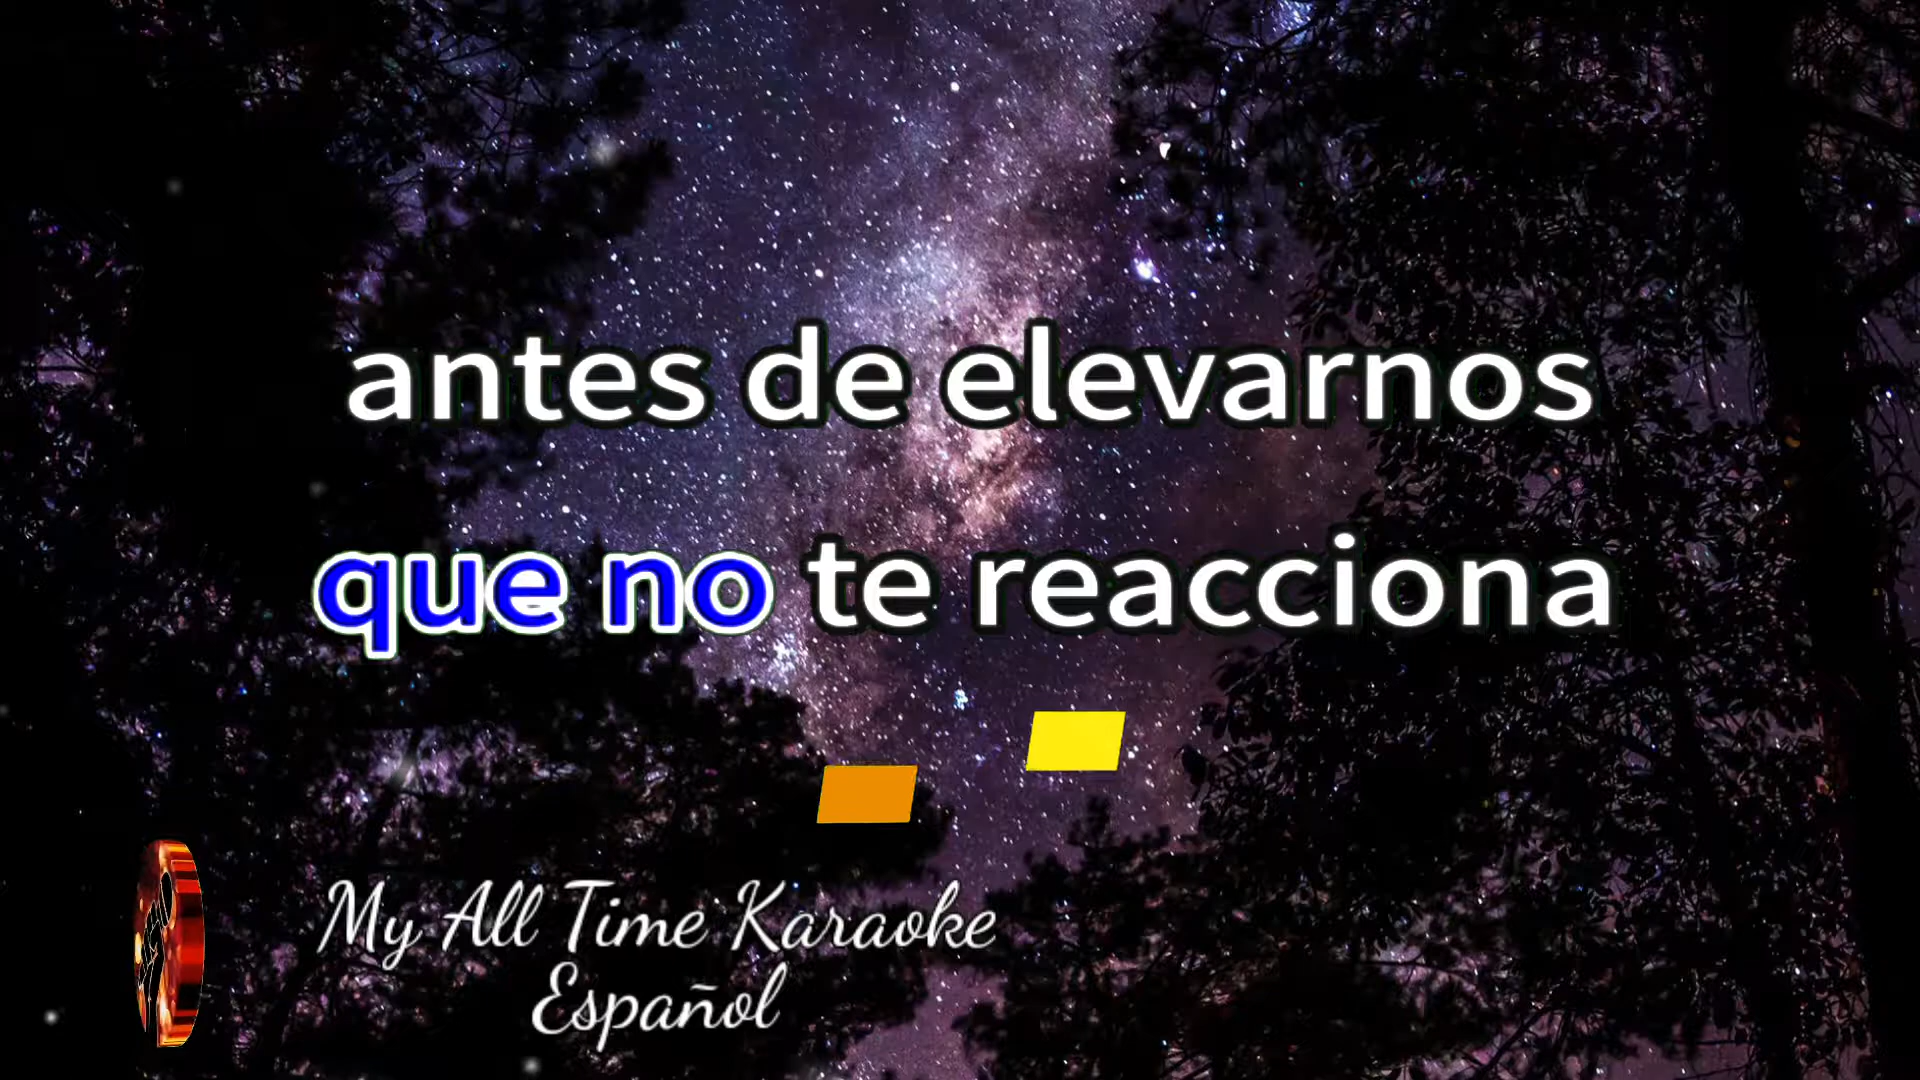 antes de elevarnos
que no te reacciona
My All Time Karaoke
Español